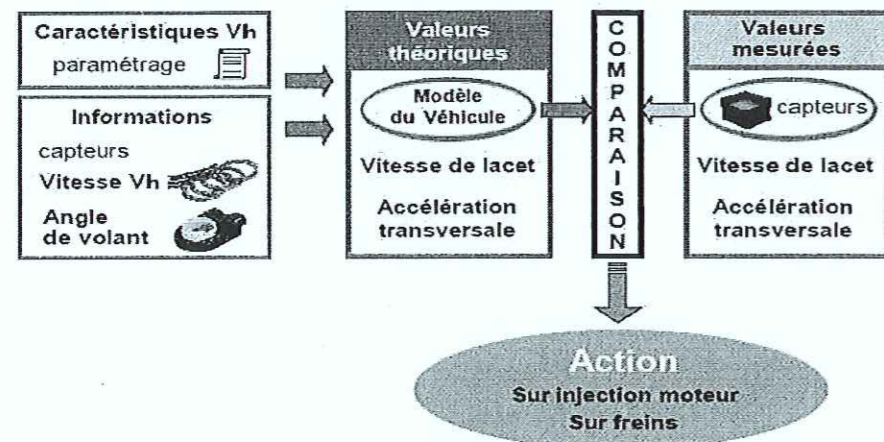 Caractéristiques Vh
paramétrage
Informations
capteurs
Vitesse Vh
Angle
de volant
Valeurs
théoriques
Modèle
du Véhicule
Vitesse de lacet
Accélération
transversale
COMPARAISON
Valeurs
mesurées
capteurs
Vitesse de lacet
Accélération
transversale
Action
Sur injection moteur
Sur freins